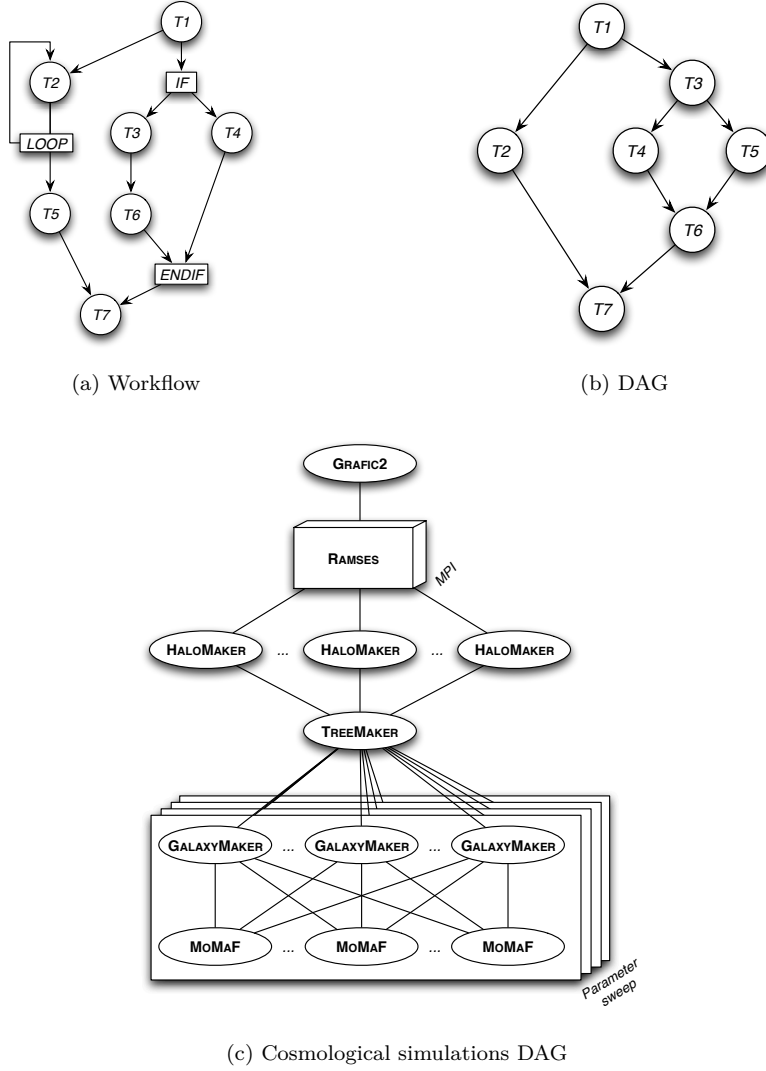 T1
T2
IF
T3
T4
LOOP
T5
T6
ENDIF
T7
(a) Workflow
T1
T3
T2
T4
T5
T6
T7
(b) DAG
GRAFIC2
RAMSES
MPI
HALOMAKER ... HALOMAKER ... HALOMAKER
TREEMAKER
GALAXYMAKER ... GALAXYMAKER ... GALAXYMAKER
MOMAF ... MOMAF ... MOMAF
Parameter
sweep
(c) Cosmological simulations DAG